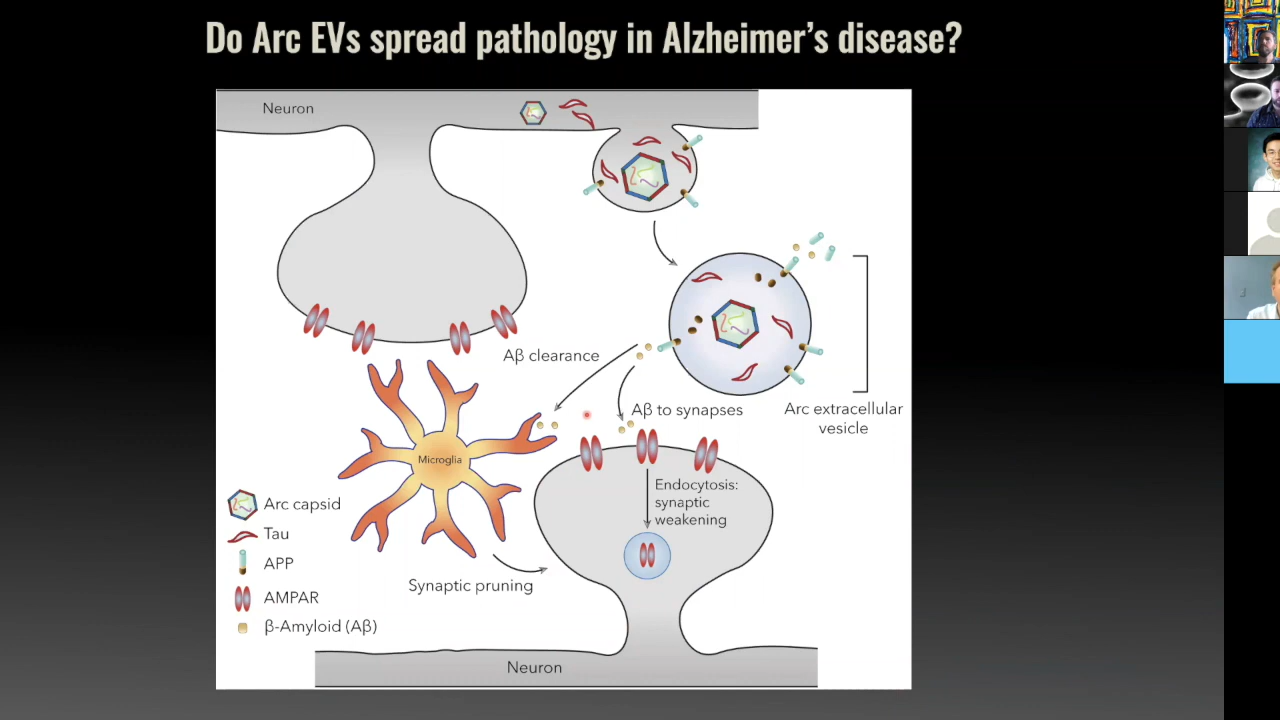 Do Arc EVs spread pathology in Alzheimer's disease?
Neuron
Aβ clearance
Aβ to synapses
Arc extracellular
vesicle
Microglia
Endocytosis:
synaptic
weakening
Arc capsid
Tau
APP
AMPAR
β-Amyloid (Aβ)
Synaptic pruning
Neuron